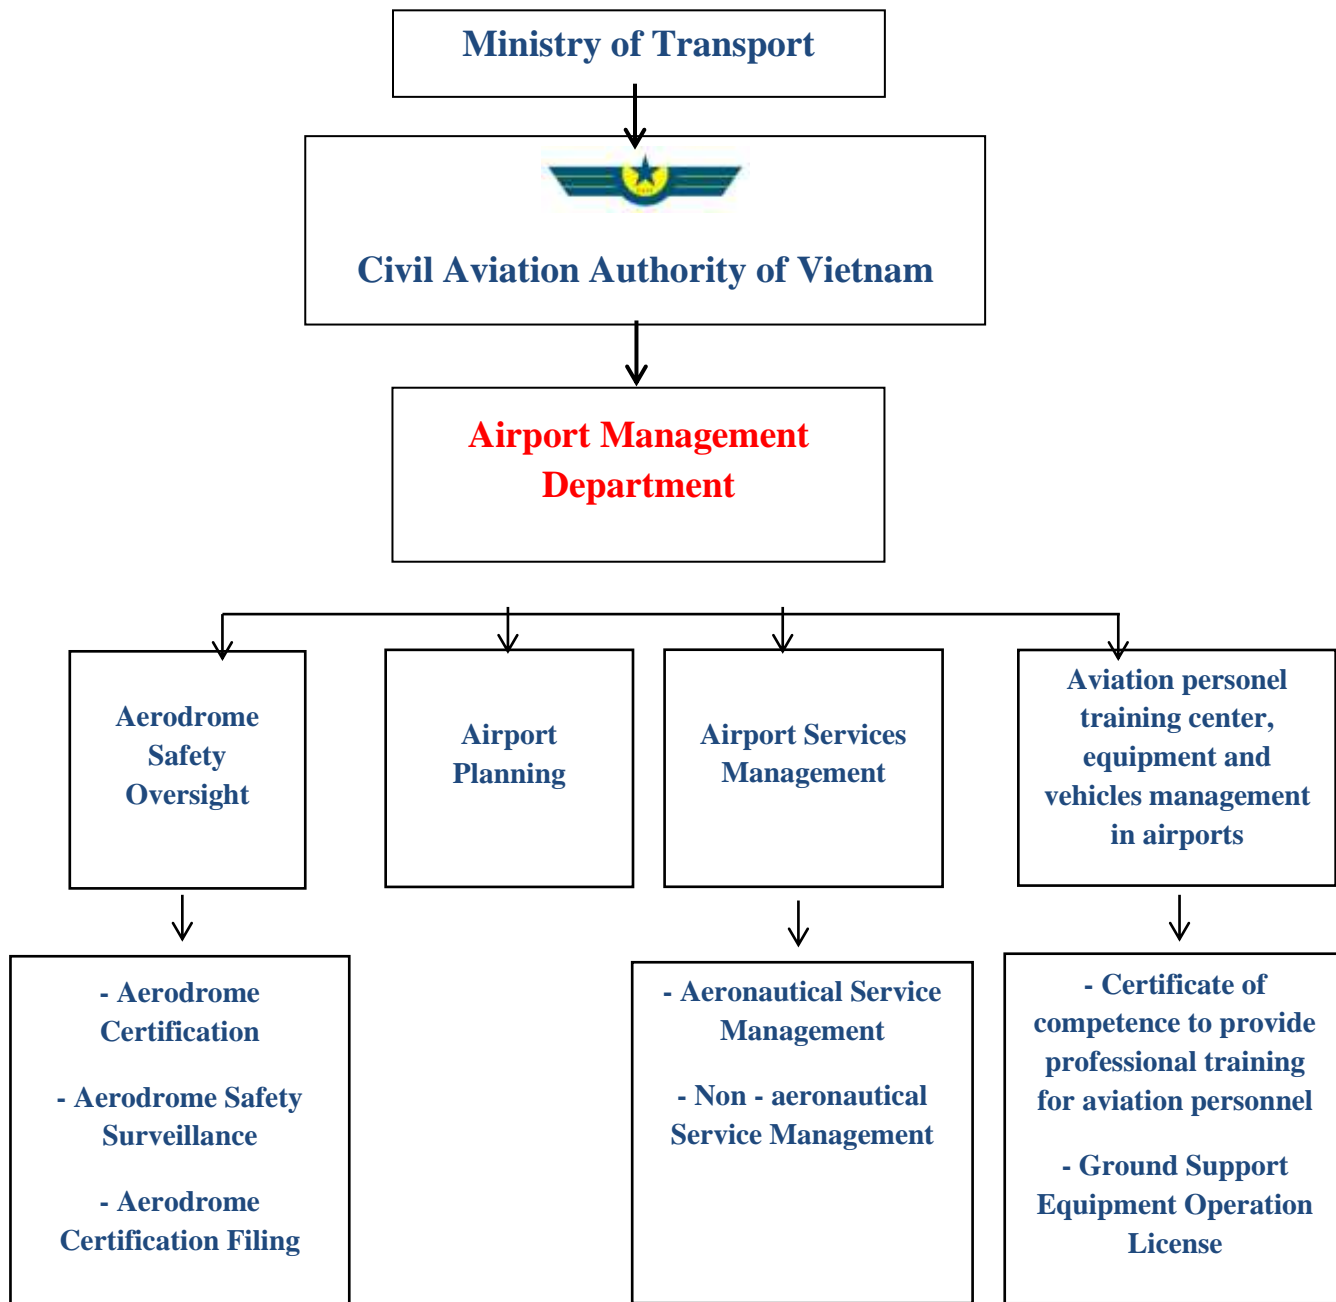 Ministry of Transport
Civil Aviation Authority of Vietnam
Airport Management
Department
Aerodrome
Safety
Oversight
Airport
Planning
Airport Services
Management
Aviation personel
training center,
equipment and
vehicles management
in airports
- Aerodrome
Certification
- Aerodrome Safety
Surveillance
- Aerodrome
Certification Filing
- Aeronautical Service
Management
- Non - aeronautical
Service Management
- Certificate of
competence to provide
professional training
for aviation personnel
- Ground Support
Equipment Operation
License